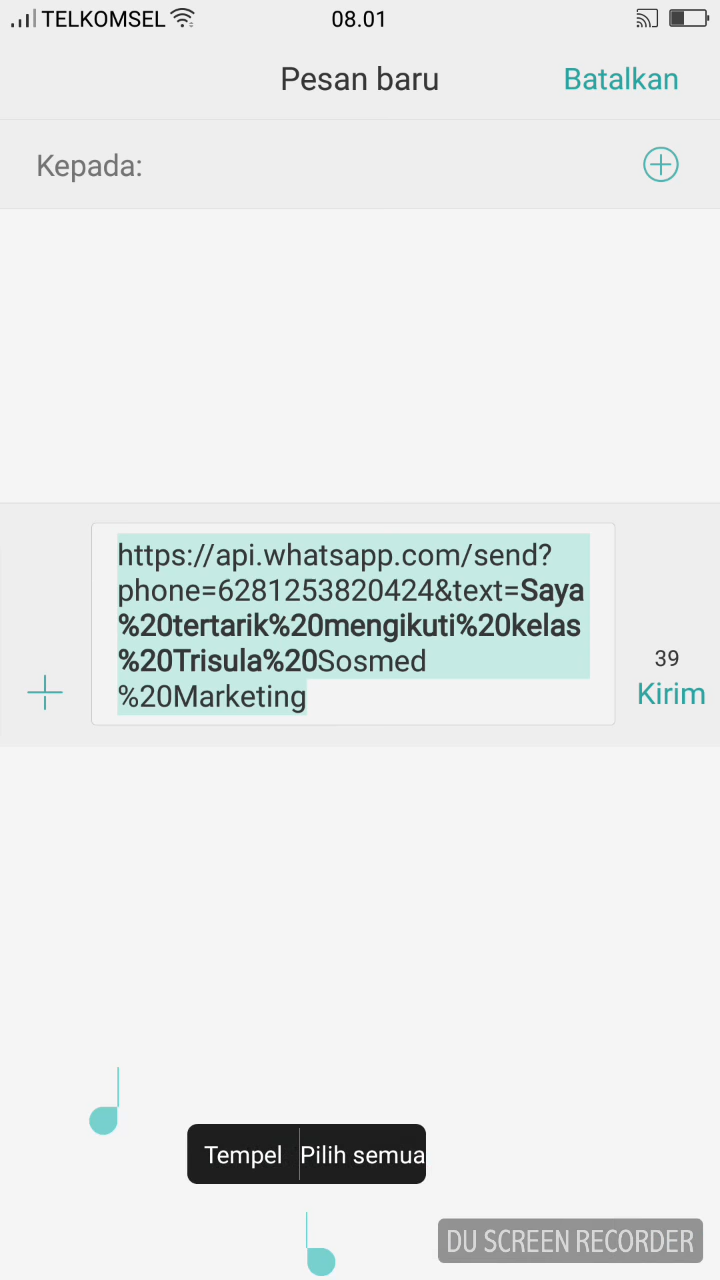 TELKOMSEL 08.01
Pesan baru Batalkan
Kepada:
https://api.whatsapp.com/send?
phone=6281253820424&text=Saya
%20tertarik%20mengikuti%20kelas
%20Trisula%20Sosmed
%20Marketing
39
Kirim
Tempel Pilih semua
DU SCREEN RECORDER